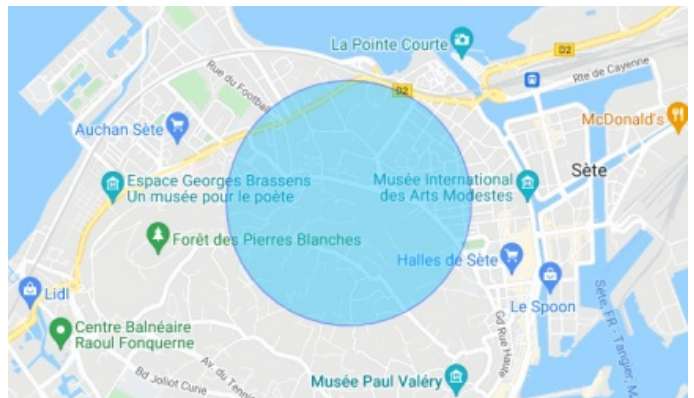 La Pointe Courte
D2
Rte de Cayenne
Rue du Football
D2
McDonald's
Auchan Sète
Sète
Espace Georges Brassens
Un musée pour le poète
Musée International
des Arts Modestes
Forêt des Pierres Blanches
Halles de Sète
Lidl
Le Spoon
Sète, FR - Tanger, M
Gd Rue Haute
Centre Balnéaire
Raoul Fonquerne
Av. du Tennis
Bd Joliot Curie
Musée Paul Valéry